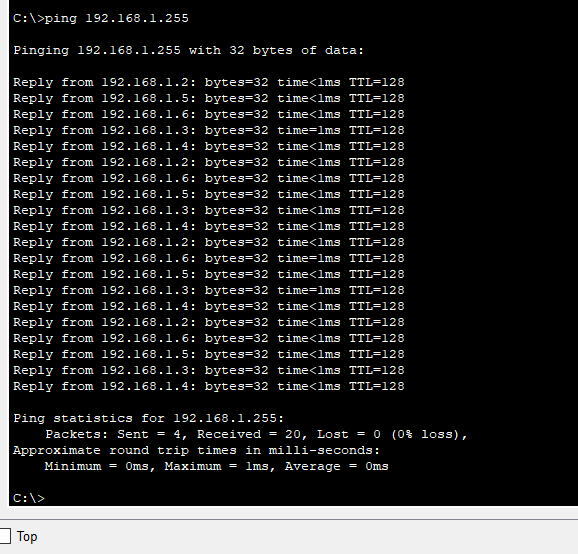 C:\>ping 192.168.1.255
Pinging 192.168.1.255 with 32 bytes of data:
Reply from 192.168.1.2: bytes=32 time<1ms TTL=128
Reply from 192.168.1.5: bytes=32 time<1ms TTL=128
Reply from 192.168.1.6: bytes=32 time<1ms TTL=128
Reply from 192.168.1.3: bytes=32 time=1ms TTL=128
Reply from 192.168.1.4: bytes=32 time<1ms TTL=128
Reply from 192.168.1.2: bytes=32 time<1ms TTL=128
Reply from 192.168.1.6: bytes=32 time<1ms TTL=128
Reply from 192.168.1.5: bytes=32 time<1ms TTL=128
Reply from 192.168.1.3: bytes=32 time<1ms TTL=128
Reply from 192.168.1.4: bytes=32 time<1ms TTL=128
Reply from 192.168.1.2: bytes=32 time<1ms TTL=128
Reply from 192.168.1.6: bytes=32 time=1ms TTL=128
Reply from 192.168.1.5: bytes=32 time<1ms TTL=128
Reply from 192.168.1.3: bytes=32 time=1ms TTL=128
Reply from 192.168.1.4: bytes=32 time<1ms TTL=128
Reply from 192.168.1.2: bytes=32 time<1ms TTL=128
Reply from 192.168.1.6: bytes=32 time<1ms TTL=128
Reply from 192.168.1.5: bytes=32 time<1ms TTL=128
Reply from 192.168.1.3: bytes=32 time<1ms TTL=128
Reply from 192.168.1.4: bytes=32 time<1ms TTL=128
Ping statistics for 192.168.1.255:
Packets: Sent = 4, Received = 20, Lost = 0 (0% loss),
Approximate round trip times in milli-seconds:
Minimum = 0ms, Maximum = 1ms, Average = 0ms
C:\>
Top